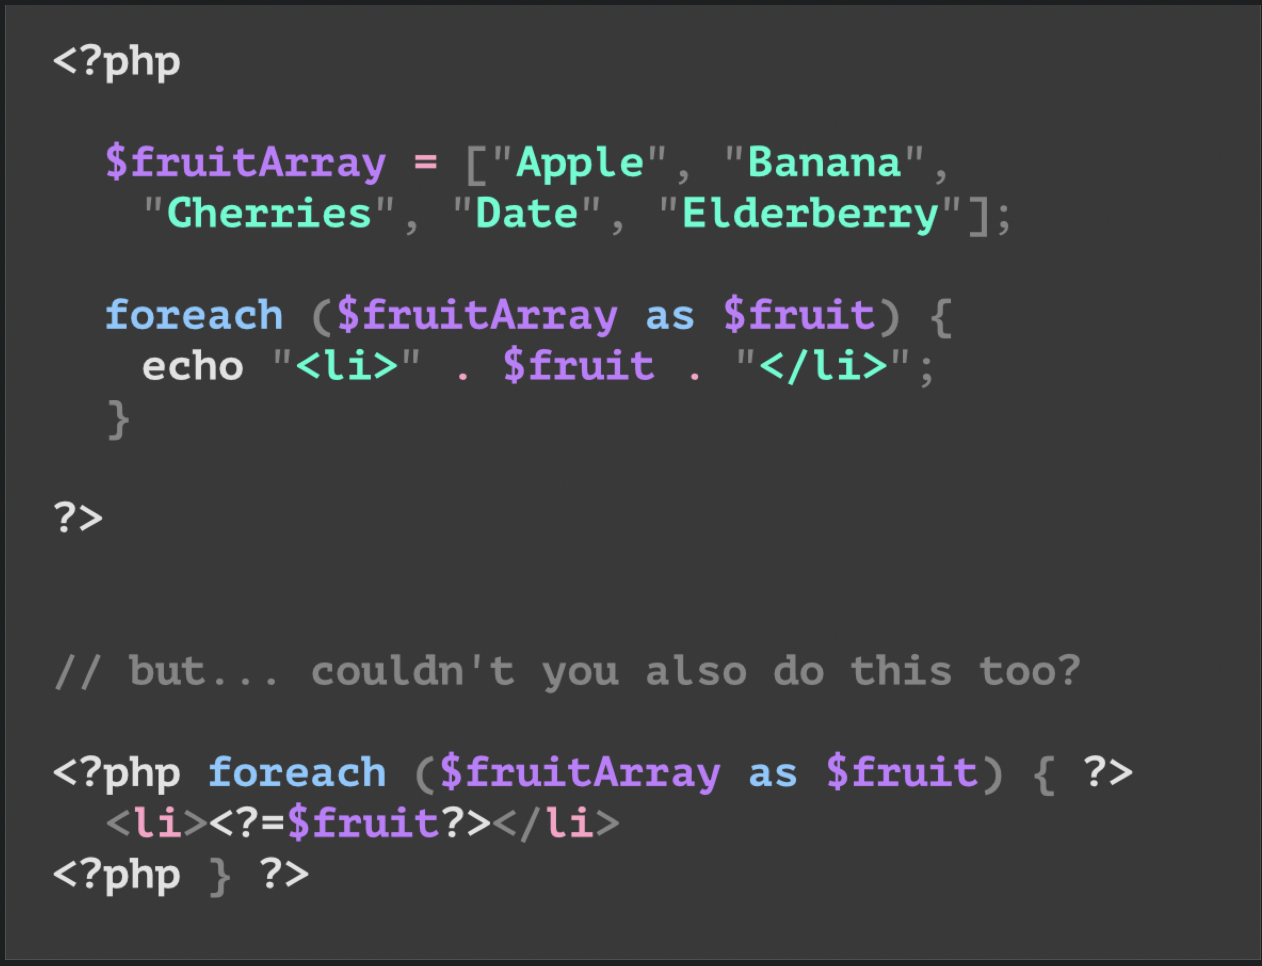 <?php
$fruitArray = ["Apple", "Banana",
"Cherries", "Date", "Elderberry"];
foreach ($fruitArray as $fruit) {
echo "<li>" . $fruit . "</li>";
}
?>
// but... couldn't you also do this too?
<?php foreach ($fruitArray as $fruit) { ?>
<li><?=$fruit?></li>
<?php } ?>